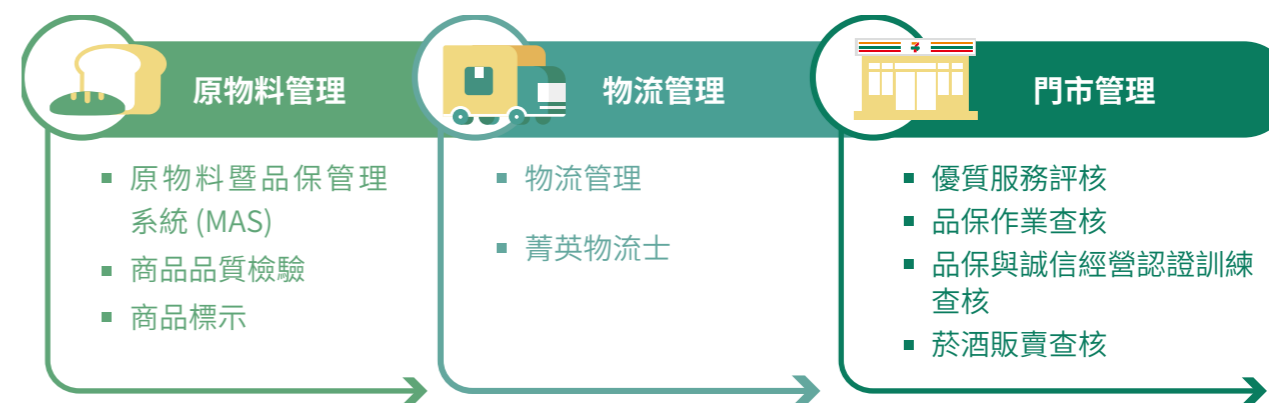 原物料管理
原物料暨品保管理
系統 (MAS)
商品品質檢驗
商品標示
物流管理
物流管理
菁英物流士
7
門市管理
優質服務評核
品保作業查核
品保與誠信經營認證訓練
查核
菸酒販賣查核